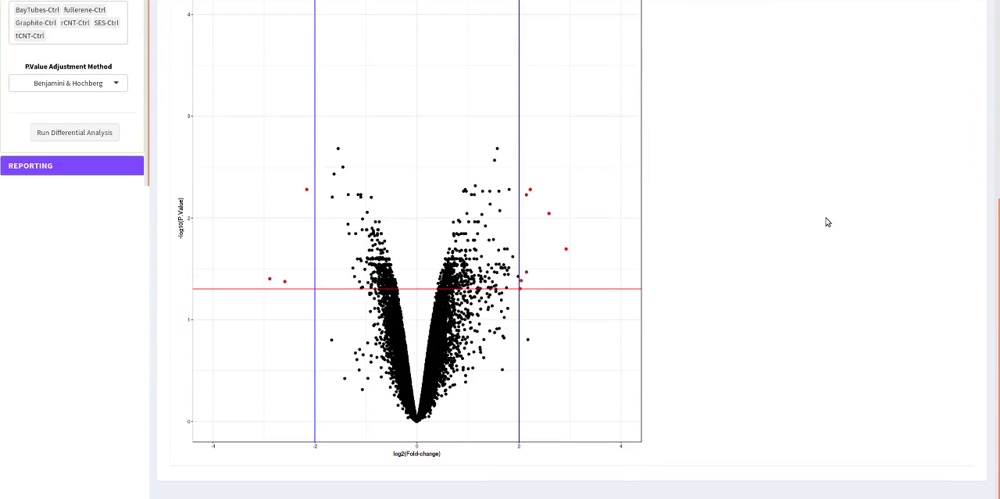 BayTubes-Ctrl fullerene-Ctrl
Graphite-Ctrl rCNT-Ctrl SES-Ctrl
tCNT-Ctrl
P.Value Adjustment Method
Benjamini & Hochberg
Run Differential Analysis
REPORTING
4
3
2
1
0
-log10(P.Value)
-4 -2 0 2 4
log2(Fold-change)